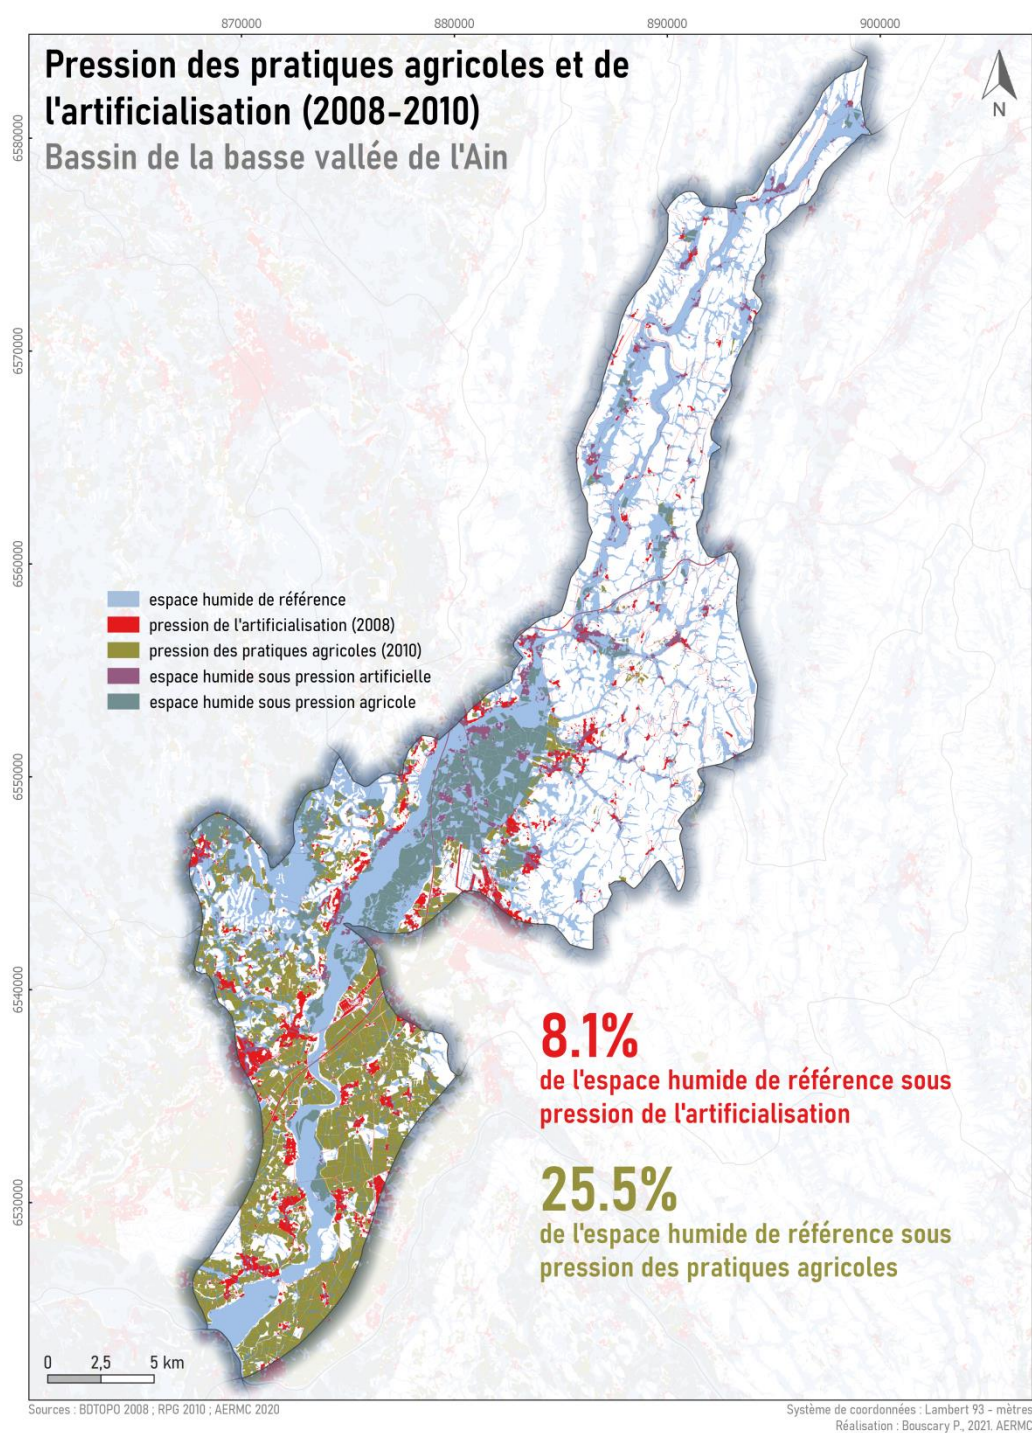 870000
880000
890000
900000
Pression des pratiques agricoles et de
l'artificialisation (2008-2010)
Bassin de la basse vallée de l'Ain
N
6580000
6570000
6560000
espace humide de référence
pression de l'artificialisation (2008)
pression des pratiques agricoles (2010)
espace humide sous pression artificielle
espace humide sous pression agricole
6550000
6540000
8.1%
de l'espace humide de référence sous
pression de l'artificialisation
25.5%
de l'espace humide de référence sous
pression des pratiques agricoles
6530000
0 2,5 5 km
Sources : BDTOPO 2008 ; RPG 2010 ; AERMC 2020
Système de coordonnées : Lambert 93 - mètres
Réalisation : Bouscary P., 2021. AERMC